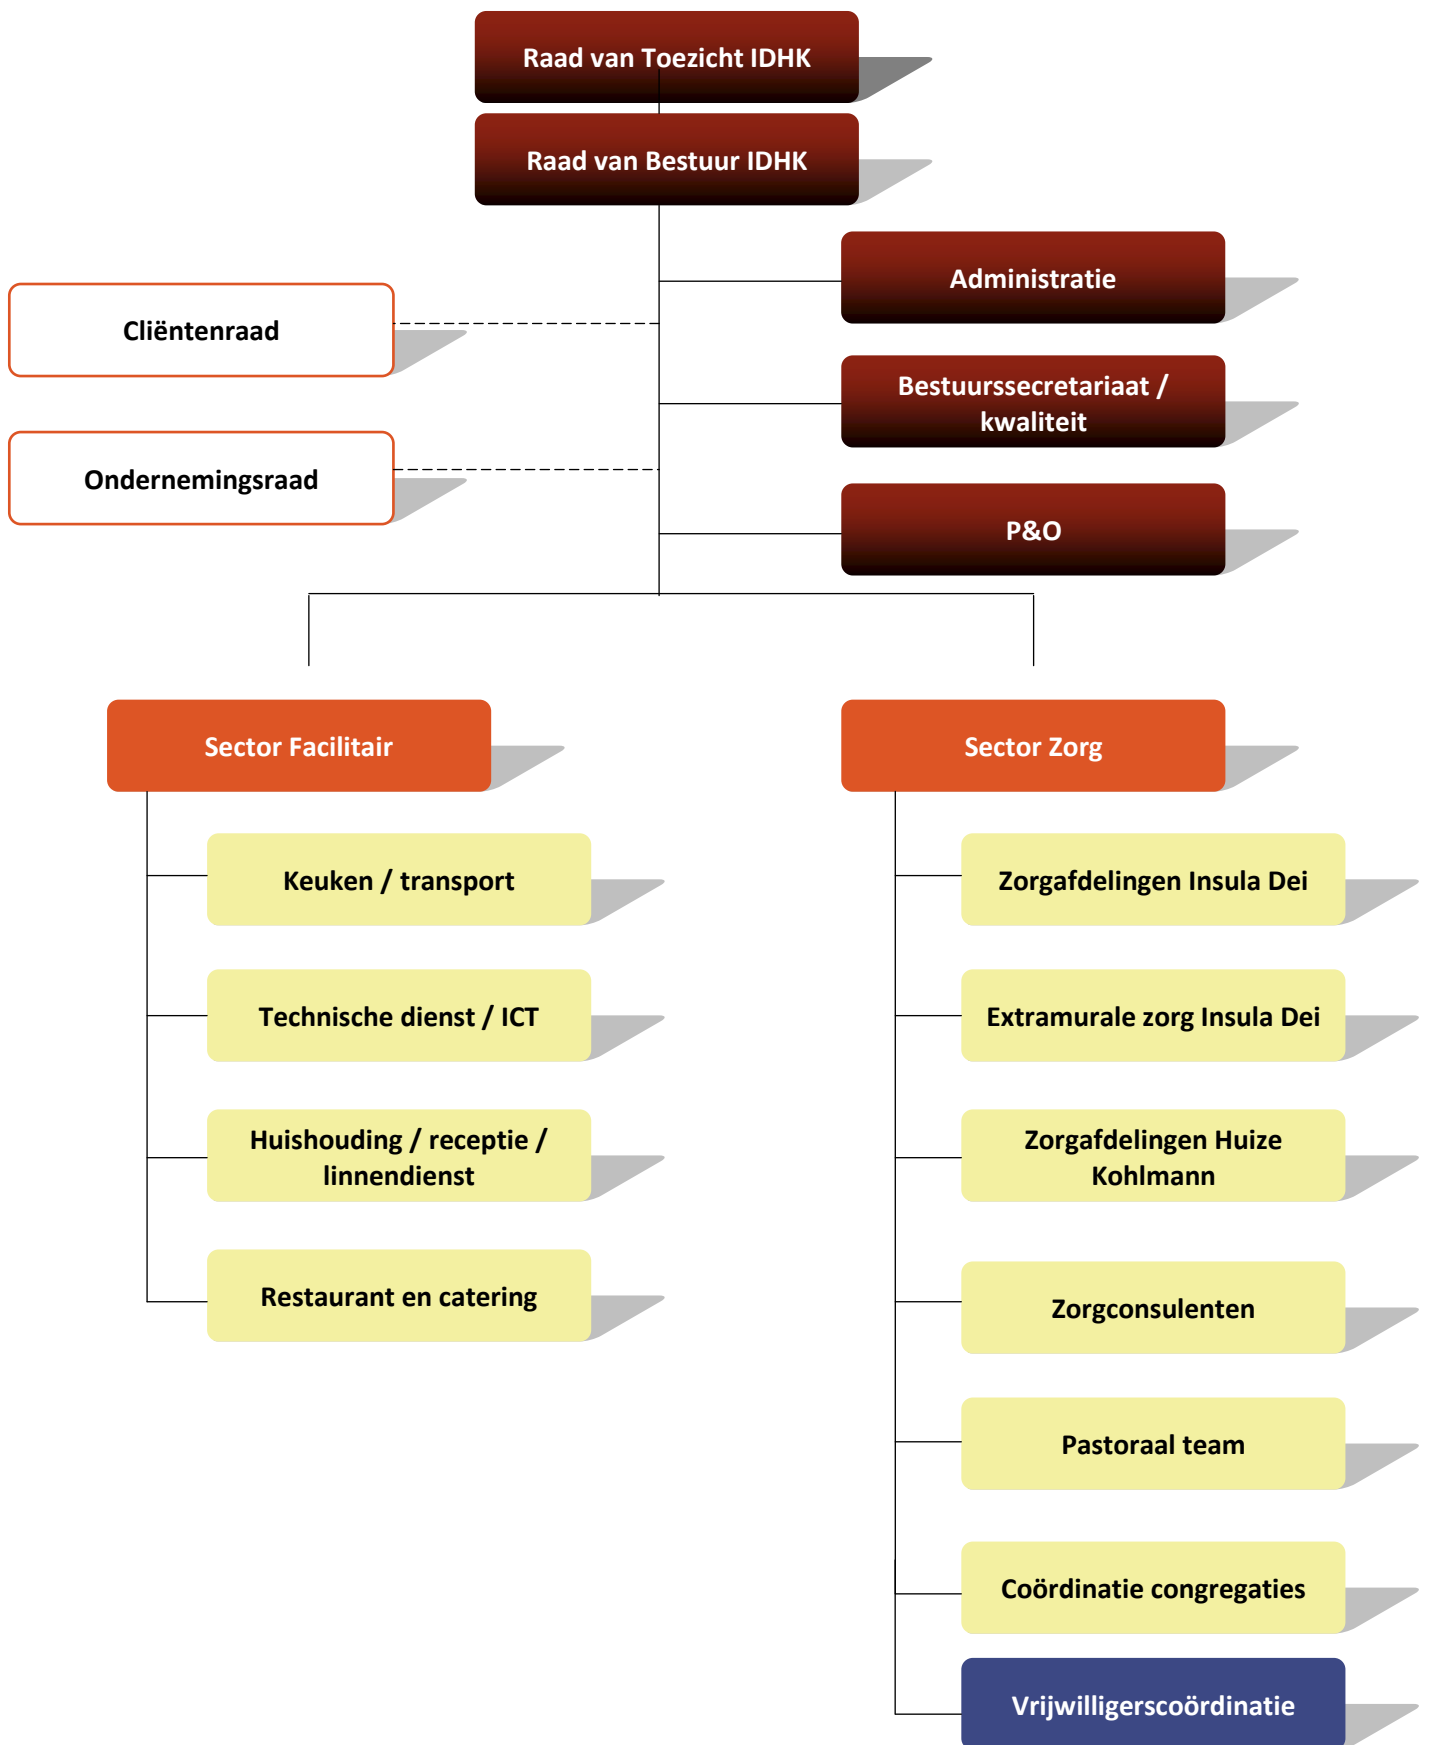 Raad van Toezicht IDHK
Raad van Bestuur IDHK
Administratie
Cliëntenraad
Bestuurssecretariaat /
kwaliteit
Ondernemingsraad
P&O
Sector Facilitair
Sector Zorg
Keuken / transport
Zorgafdelingen Insula Dei
Technische dienst / ICT
Extramurale zorg Insula Dei
Huishouding / receptie /
linnendienst
Zorgafdelingen Huize
Kohlmann
Restaurant en catering
Zorgconsulenten
Pastoraal team
Coördinatie congregaties
Vrijwilligerscoördinatie